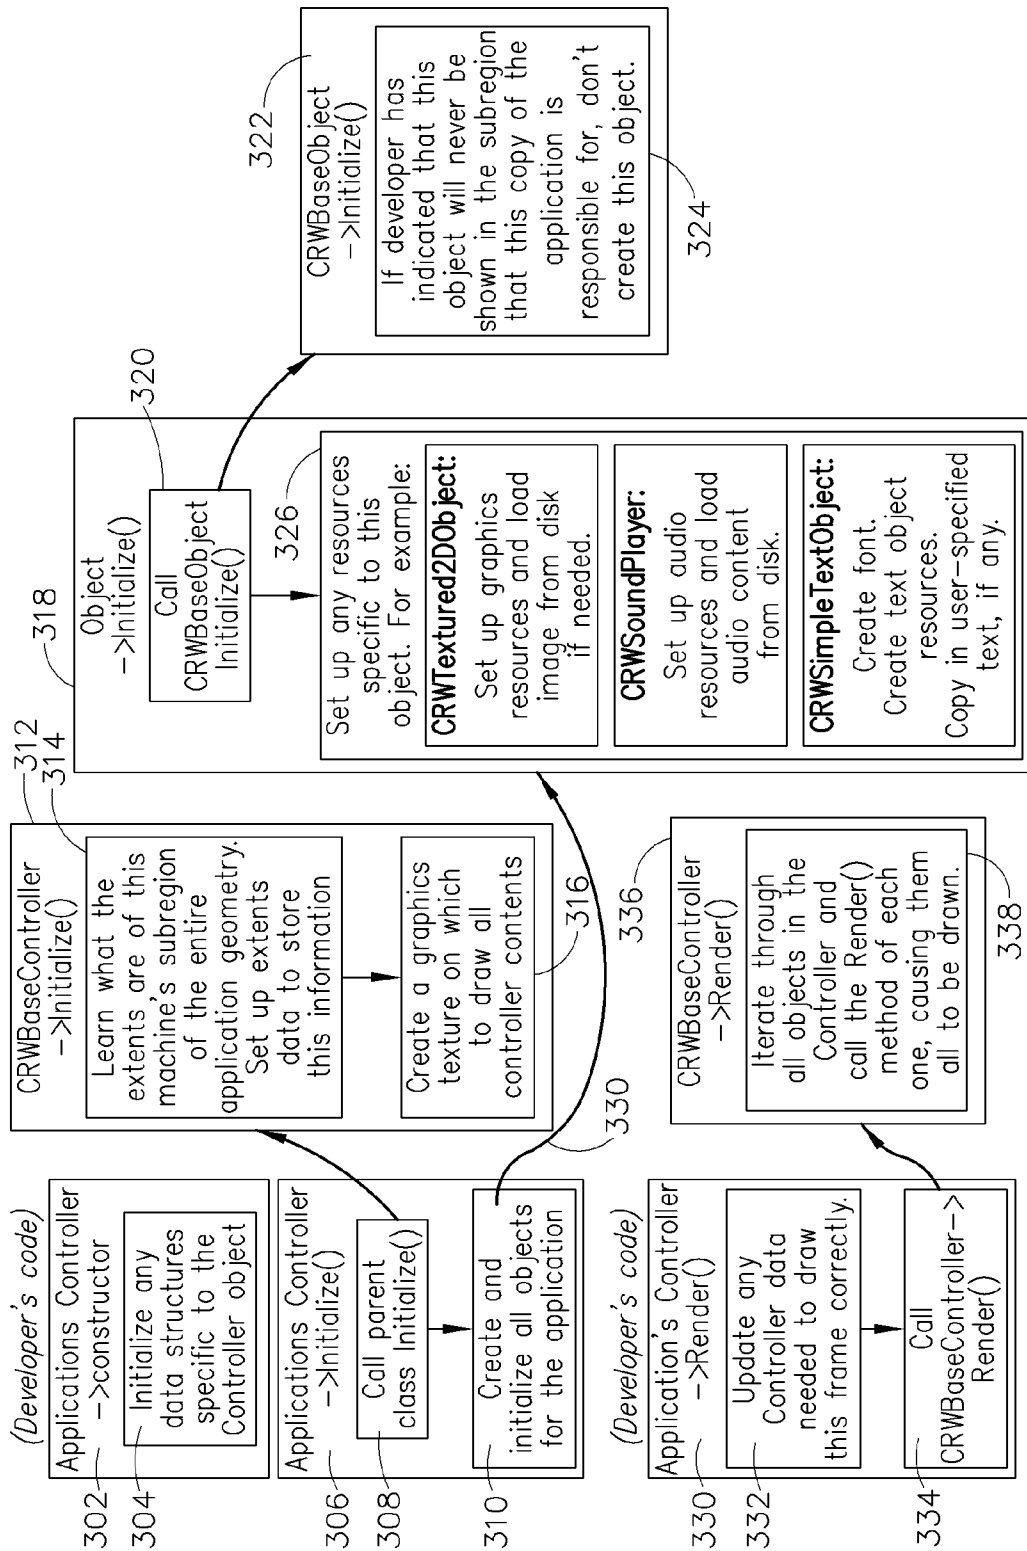 (Developer's code)
Applications Controller
->constructor
302
Initialize any
data structures
specific to the
Controller object
304
Applications Controller
->Initialize()
306
Call parent
class Initialize()
308
Create and
initialize all objects
for the application
310
CRWBaseController
->Initialize()
312
314
Learn what the
extents are of this
machine's subregion
of the entire
application geometry.
Set up extents
data to store
this information
Create a graphics
texture on which
to draw all
controller contents
316
330
318
Object
->Initialize()
320
Call
CRWBaseObject
Initialize()
326
Set up any resources
specific to this
object. For example:
CRWTextured2DObject:
Set up graphics
resources and load
image from disk
if needed.
CRWSoundPlayer:
Set up audio
resources and load
audio content
from disk.
CRWSimpleTextObject:
Create font.
Create text object
resources.
Copy in user-specified
text, if any.
322
CRWBaseObject
->Initialize()
If developer has
indicated that this
object will never be
shown in the subregion
that this copy of the
application is
responsible for, don't
create this object.
324
(Developer's code)
Application's Controller
->Render()
330
Update any
Controller data
needed to draw
this frame correctly.
332
Call
CRWBaseController->
Render()
334
336
CRWBaseController
->Render()
Iterate through
all objects in the
Controller and
call the Render()
method of each
one, causing them
all to be drawn.
338